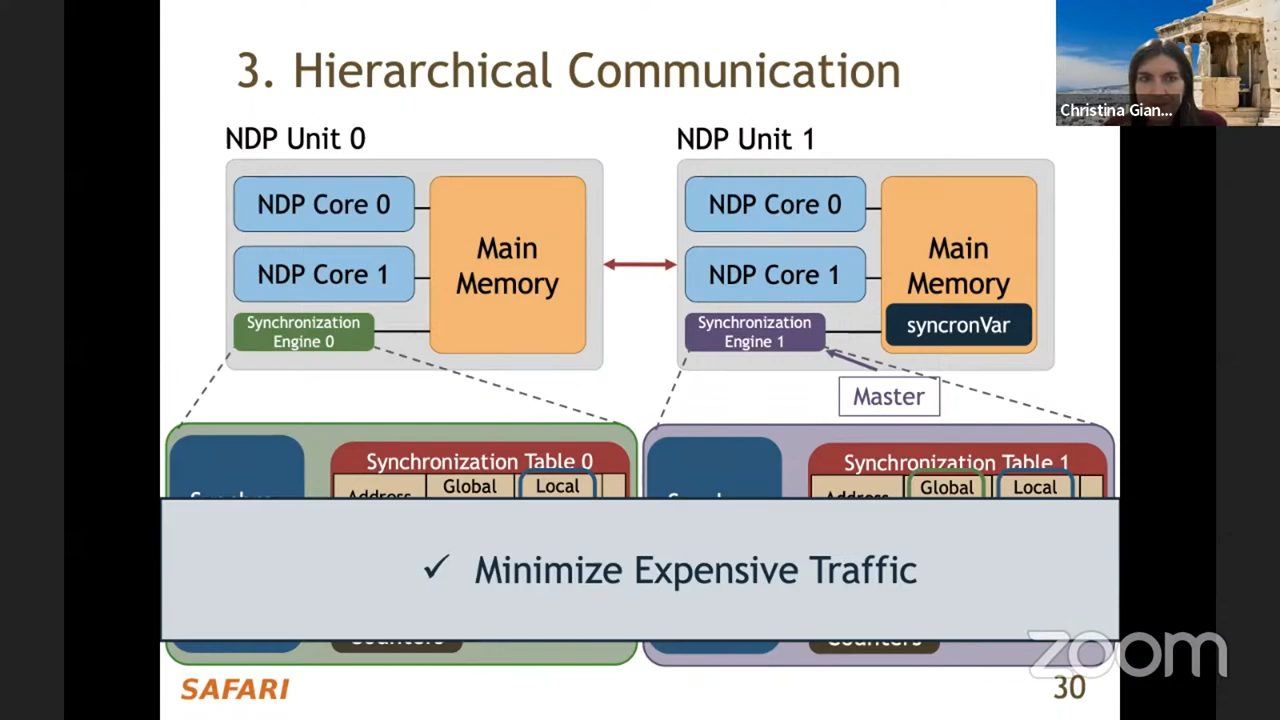 3. Hierarchical Communication
Christina Gian...
NDP Unit 0
NDP Unit 1
NDP Core 0
NDP Core 1
Synchronization
Engine 0
Main
Memory
NDP Core 0
NDP Core 1
Synchronization
Engine 1
Main
Memory
syncronVar
Master
Synchronization Table 0
Address
Global
Local
Synchronization Table 1
Address
Global
Local
✓ Minimize Expensive Traffic
Counters
Counters
zoom
SAFARI
30